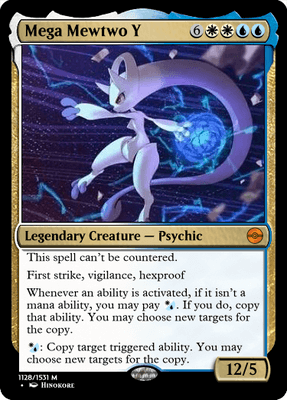 Mega Mewtwo Y 6
Legendary Creature — Psychic
This spell can't be countered.
First strike, vigilance, hexproof
Whenever an ability is activated, if it isn't
a mana ability, you may pay . If you do, copy
that ability. You may choose new targets for
the copy.
: Copy target triggered ability. You may
choose new targets for the copy.
12/5
1128/1531 M
• Hinokore